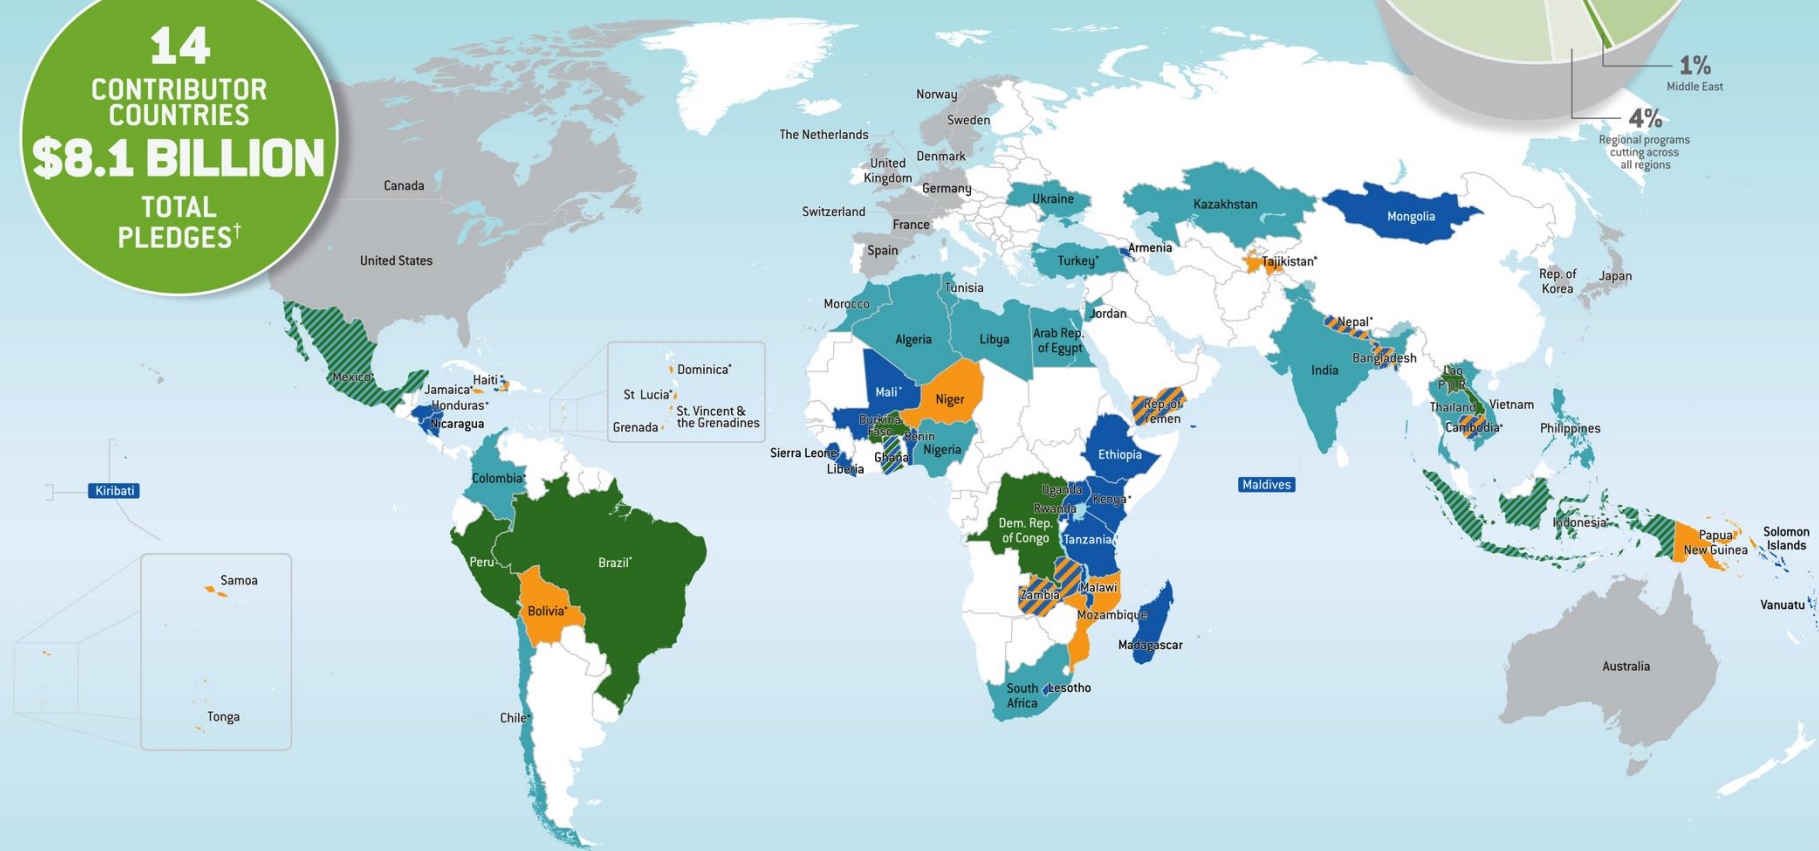 14
CONTRIBUTOR
COUNTRIES
$8.1 BILLION
TOTAL
PLEDGES†
1%
Middle East
4%
Regional programs
cutting across
all regions
Canada
United States
Norway
Sweden
The Netherlands
Denmark
United
Kingdom
Germany
Switzerland
France
Spain
Ukraine
Kazakhstan
Mongolia
Armenia
Turkey*
Tajikistan*
Rep. of
Korea
Japan
Tunisia
Morocco
Algeria
Libya
Arab Rep.
of Egypt
Jordan
Nepal*
Bangladesh
India
Lao
P.D.R.
Thailand
Vietnam
Cambodia*
Philippines
Mexico*
Jamaica*
Haiti*
Honduras*
Nicaragua
Dominica*
St Lucia*
St. Vincent &
the Grenadines
Grenada
Mali*
Niger
Burkina
Faso
Benin
Ghana
Nigeria
Sierra Leone
Liberia
Rep. of
Yemen
Ethiopia
Maldives
Kiribati
Colombia*
Uganda
Kenya*
Rwanda
Dem. Rep.
of Congo
Tanzania
Indonesia*
Papua
New Guinea
Solomon
Islands
Peru
Brazil*
Bolivia*
Zambia
Malawi
Mozambique
Madagascar
Vanuatu
Samoa
Tonga
Chile*
South
Africa
Lesotho
Australia